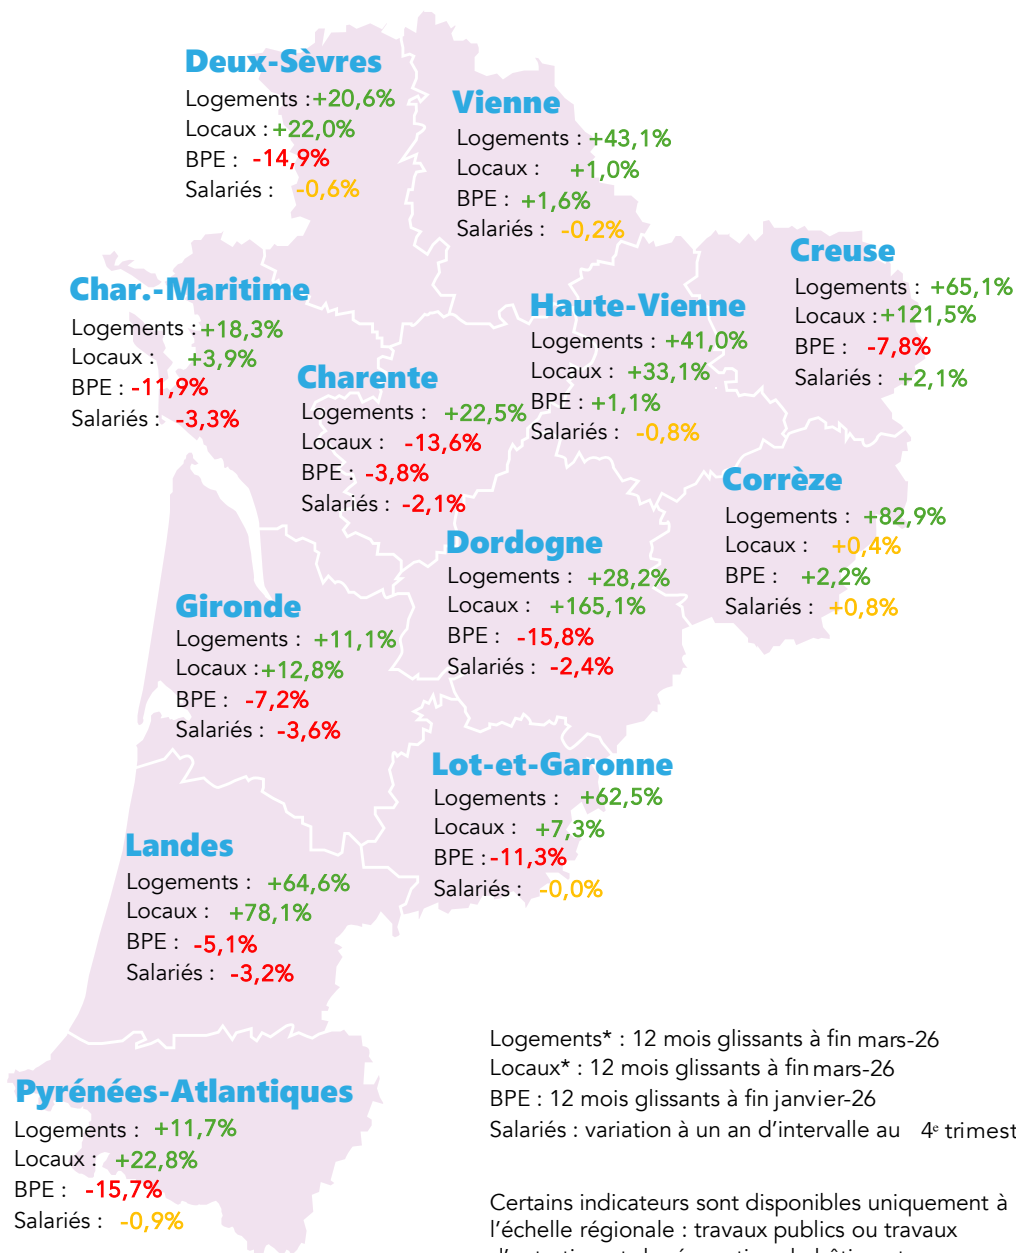 Deux-Sèvres
Logements : +20,6%
Locaux : +22,0%
BPE : -14,9%
Salariés : -0,6%
Vienne
Logements : +43,1%
Locaux : +1,0%
BPE : +1,6%
Salariés : -0,2%
Creuse
Logements : +65,1%
Locaux : +121,5%
BPE : -7,8%
Salariés : +2,1%
Char.-Maritime
Logements : +18,3%
Locaux : +3,9%
BPE : -11,9%
Salariés : -3,3%
Haute-Vienne
Logements : +41,0%
Locaux : +33,1%
BPE : +1,1%
Salariés : -0,8%
Charente
Logements : +22,5%
Locaux : -13,6%
BPE : -3,8%
Salariés : -2,1%
Corrèze
Logements : +82,9%
Locaux : +0,4%
BPE : +2,2%
Salariés : +0,8%
Dordogne
Logements : +28,2%
Locaux : +165,1%
BPE : -15,8%
Salariés : -2,4%
Gironde
Logements : +11,1%
Locaux : +12,8%
BPE : -7,2%
Salariés : -3,6%
Lot-et-Garonne
Logements : +62,5%
Locaux : +7,3%
BPE : -11,3%
Salariés : -0,0%
Landes
Logements : +64,6%
Locaux : +78,1%
BPE : -5,1%
Salariés : -3,2%
Pyrénées-Atlantiques
Logements : +11,7%
Locaux : +22,8%
BPE : -15,7%
Salariés : -0,9%
Logements* : 12 mois glissants à fin mars-26
Locaux* : 12 mois glissants à fin mars-26
BPE : 12 mois glissants à fin janvier-26
Salariés : variation à un an d'intervalle au 4e trimest
Certains indicateurs sont disponibles uniquement à
l'échelle régionale : travaux publics ou travaux